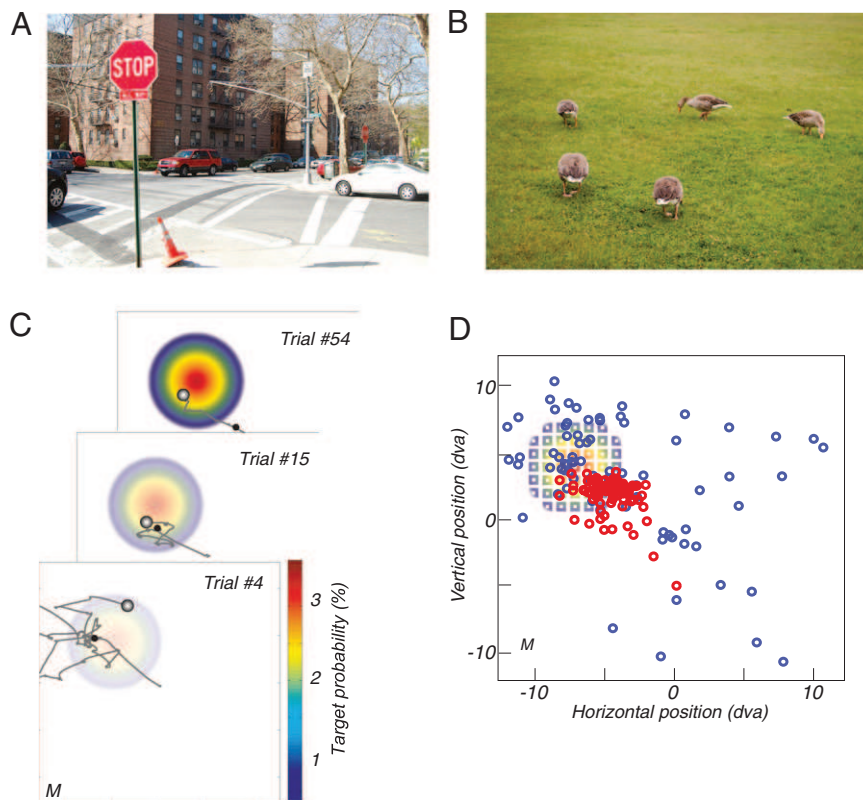 A
B
STOP
C
Trial #54
Trial #15
Trial #4
3
2
1
Target probability (%)
M
D
10
0
-10
Vertical position (dva)
M
-10
0
10
Horizontal position (dva)